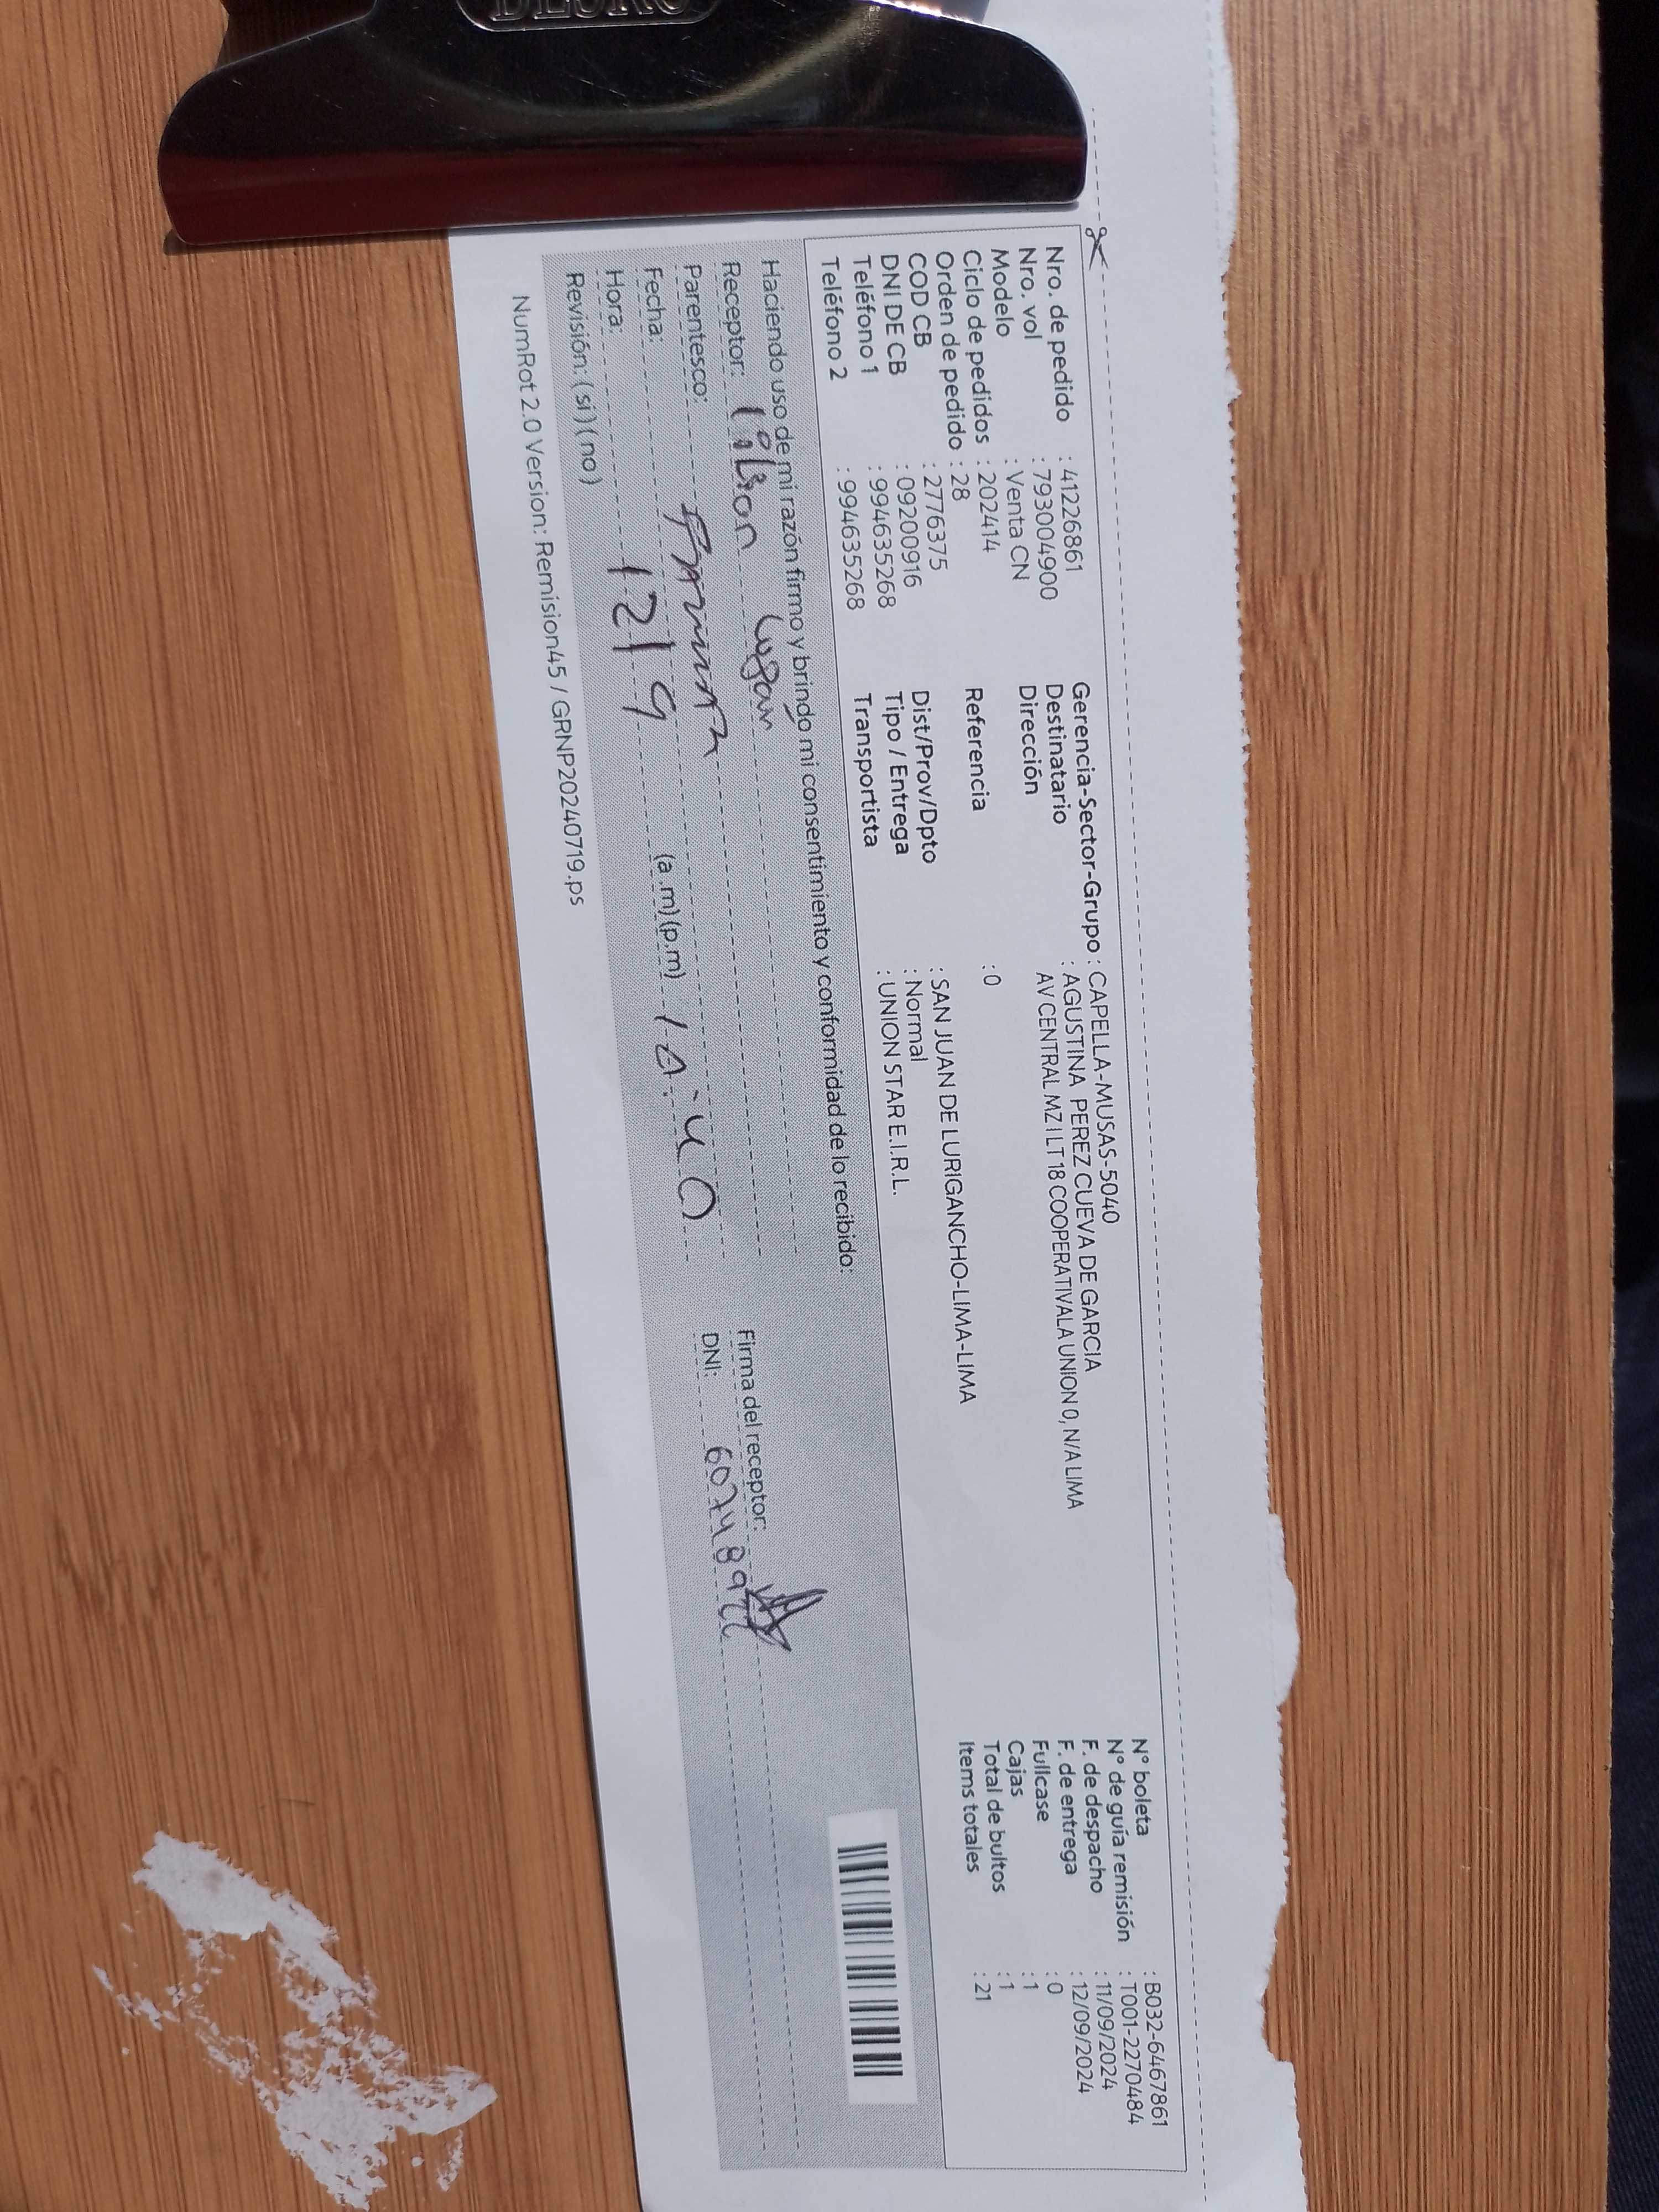 Nro. de pedido : 41226861
Nro. vol : 793004900
Modelo : Venta CN
Ciclo de pedidos : 202414
Orden de pedido : 28
COD CB : 2776375
DNI DE CB : 09200916
Teléfono 1 : 994635268
Teléfono 2 : 994635268
Gerencia-Sector-Grupo : CAPELLA-MUSAS-5040
Destinatario : AGUSTINA PEREZ CUEVA DE GARCIA
Dirección AV CENTRAL MZ I LT 18 COOPERATIVALA UNION 0, N/A LIMA
Referencia : 0
Dist/Prov/Dpto : SAN JUAN DE LURIGANCHO-LIMA-LIMA
Tipo / Entrega : Normal
Transportista : UNION STAR E.I.R.L.
N° boleta : B032-6467861
N° de guía remisión : T001-2270484
F. de despacho : 11/09/2024
F. de entrega : 12/09/2024
Fullcase : 0
Cajas : 1
Total de bultos : 1
Items totales : 21
Haciendo uso de mi razón firmo y brindo mi consentimiento y conformidad de lo recibido:
Receptor:
Parentesco:
Fecha: 12/9
Hora: (a.m)(p.m)
Revisión: (si) (no)
Firma del receptor:
DNI:
NumRot 2.0 Version: Remision45 / GRNP20240719.ps